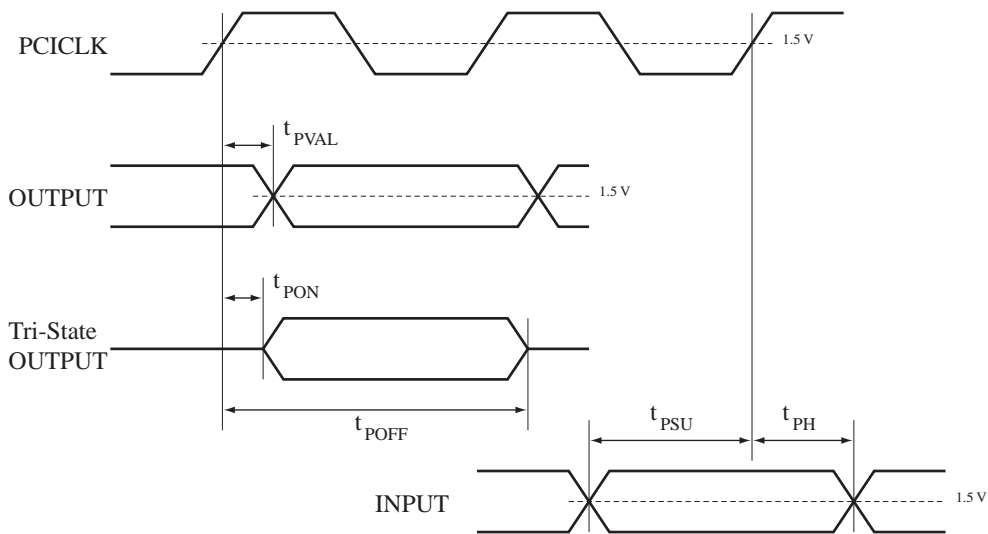 PCICLK
1.5 V
t PVAL
OUTPUT
1.5 V
t PON
Tri-State
OUTPUT
t POFF
t PSU
t PH
INPUT
1.5 V